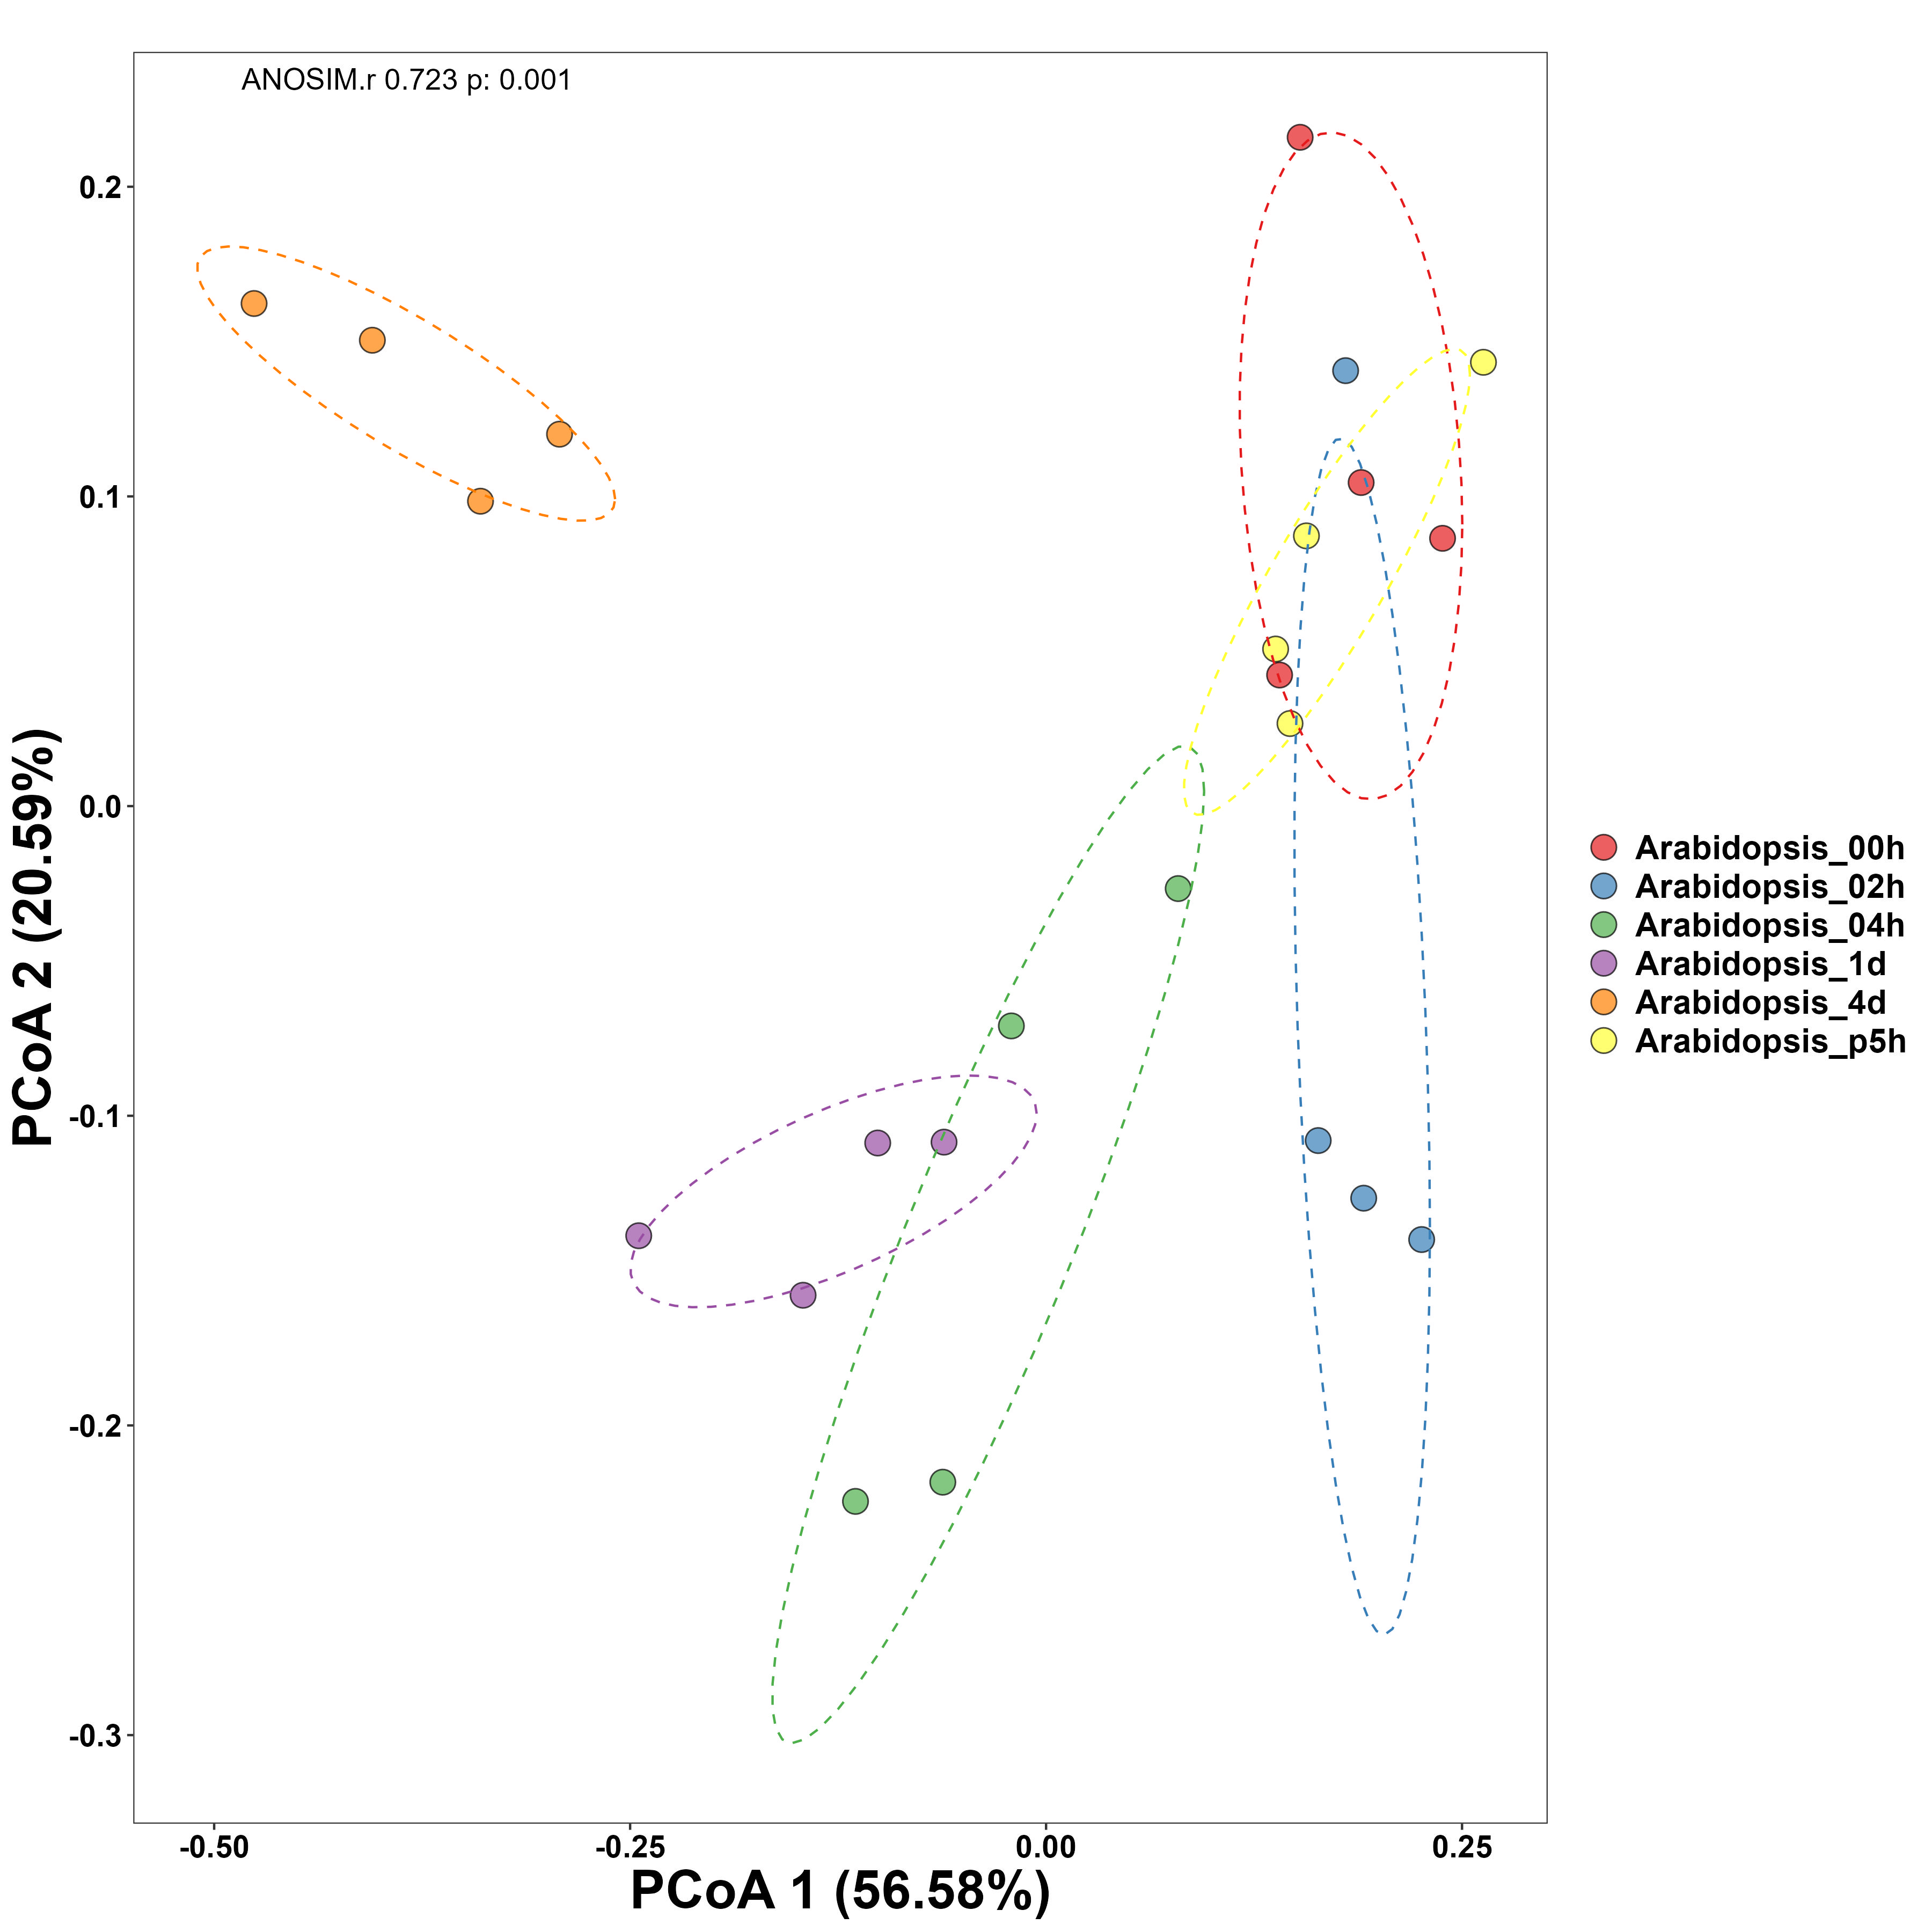 ANOSIM.r 0.723 p: 0.001
0.2
0.1
0.0
-0.1
-0.2
-0.3
PCoA 2 (20.59%)
-0.50
-0.25
0.00
0.25
PCoA 1 (56.58%)
Arabidopsis_00h
Arabidopsis_02h
Arabidopsis_04h
Arabidopsis_1d
Arabidopsis_4d
Arabidopsis_p5h